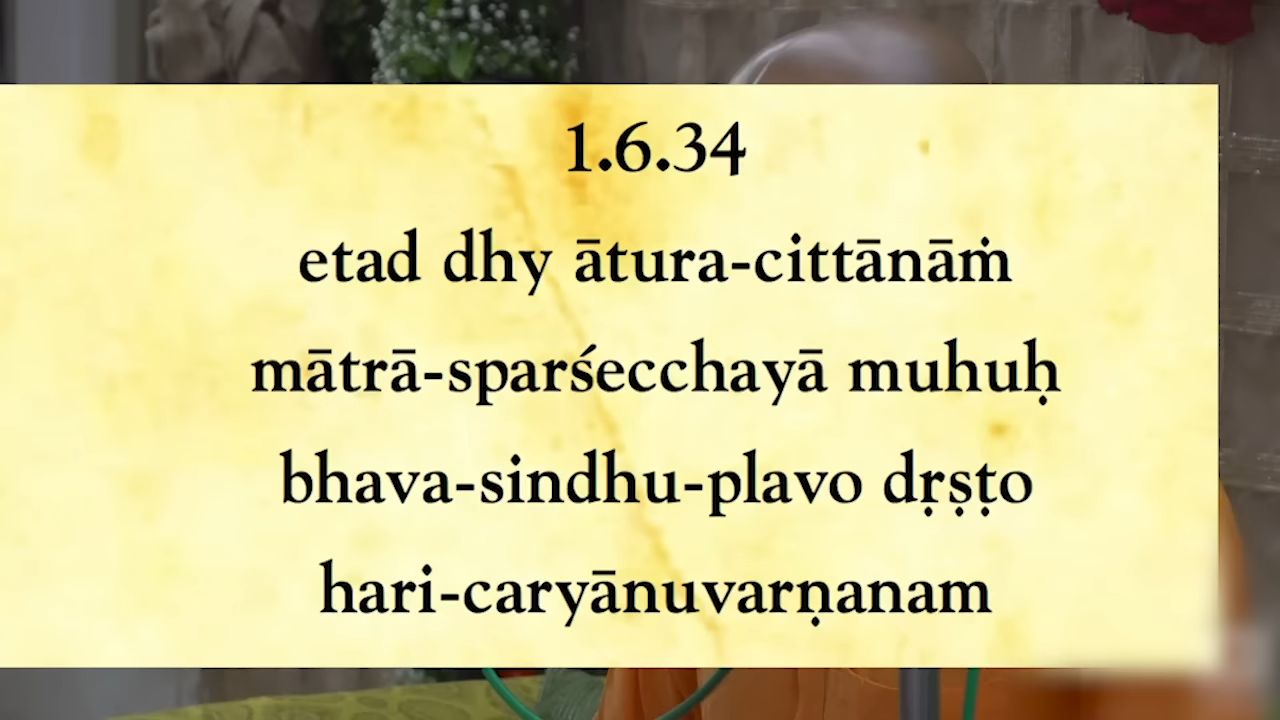 1.6.34
etad dhy ātura-cittānāṁ
mātrā-sparśecchayā muhuḥ
bhava-sindhu-plavo dṛṣṭo
hari-caryānuvarṇanam